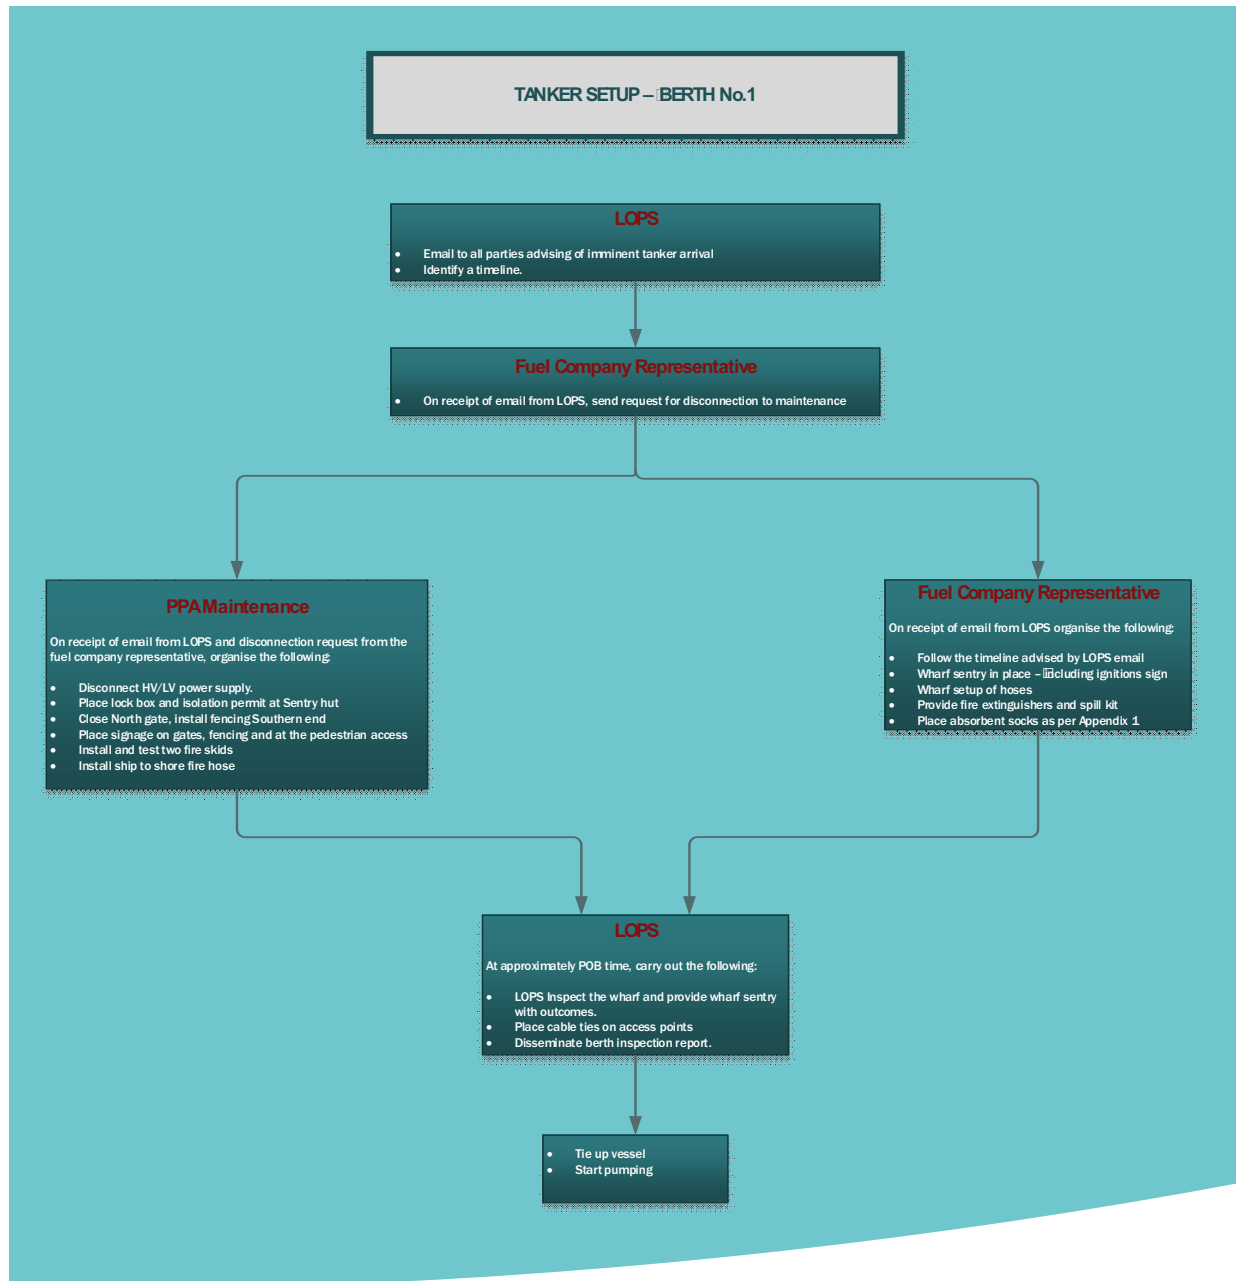 TANKER SETUP – BERTH No.1
LOPS
• Email to all parties advising of imminent tanker arrival
• Identify a timeline.
Fuel Company Representative
• On receipt of email from LOPS, send request for disconnection to maintenance
PPA Maintenance
On receipt of email from LOPS and disconnection request from the
fuel company representative, organise the following:
• Disconnect HV/LV power supply.
• Place lock box and isolation permit at Sentry hut
• Close North gate, install fencing Southern end
• Place signage on gates, fencing and at the pedestrian access
• Install and test two fire skids
• Install ship to shore fire hose
Fuel Company Representative
On receipt of email from LOPS organise the following:
• Follow the timeline advised by LOPS email
• Wharf sentry in place – including ignitions sign
• Wharf setup of hoses
• Provide fire extinguishers and spill kit
• Place absorbent socks as per Appendix 1
LOPS
At approximately POB time, carry out the following:
• LOPS Inspect the wharf and provide wharf sentry
with outcomes.
• Place cable ties on access points
• Disseminate berth inspection report.
• Tie up vessel
• Start pumping